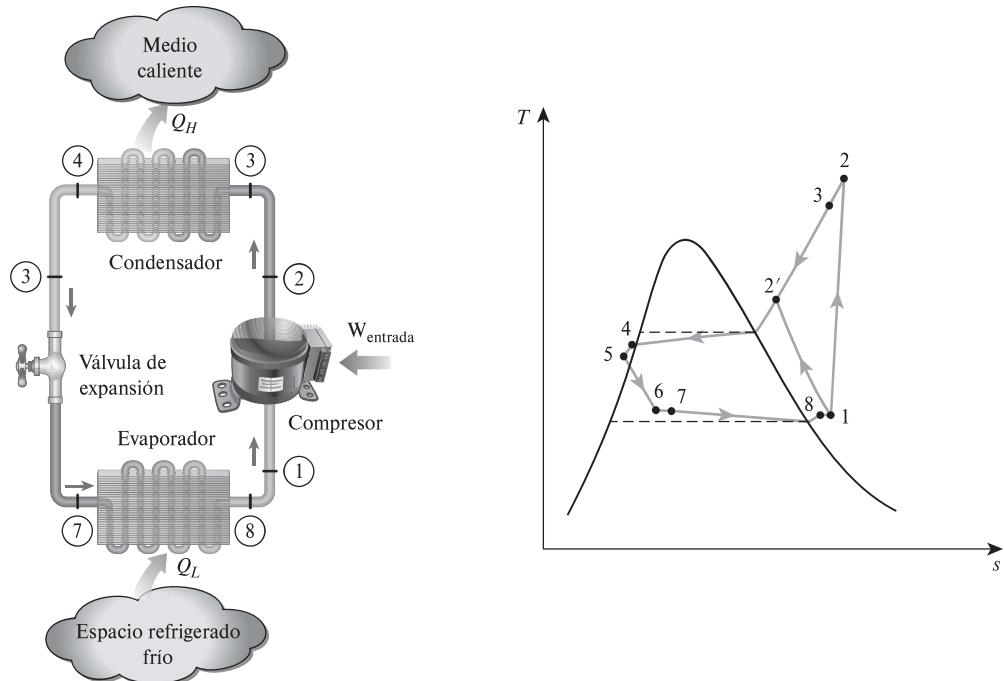 Medio
caliente
Q_H
4
3
Condensador
3
2
W_entrada
Válvula de
expansión
Compresor
Evaporador
1
7
8
Q_L
Espacio refrigerado
frío
T
2
3
2′
4
5
6
7
8
1
s